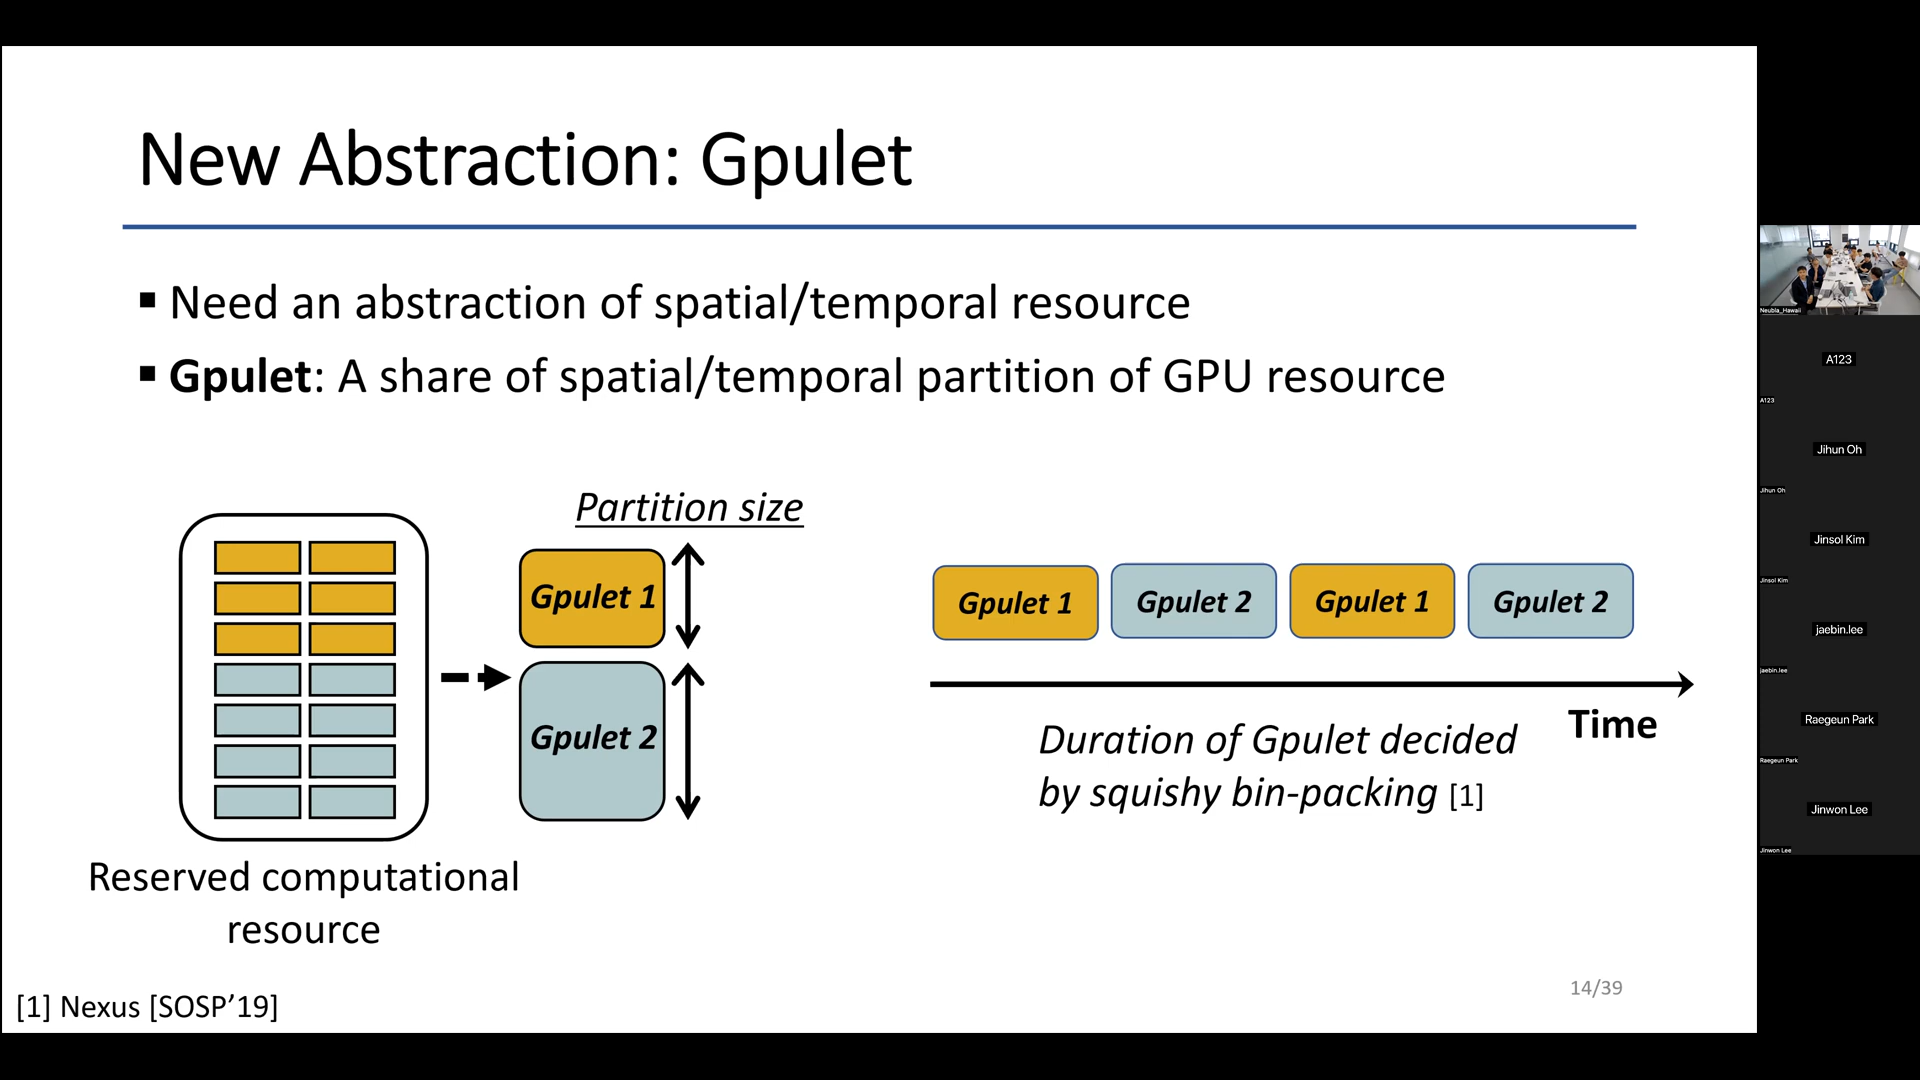 New Abstraction: Gpulet
▪ Need an abstraction of spatial/temporal resource
▪ Gpulet: A share of spatial/temporal partition of GPU resource
Partition size
Gpulet 1
Gpulet 2
Reserved computational
resource
Gpulet 1
Gpulet 2
Gpulet 1
Gpulet 2
Time
Duration of Gpulet decided
by squishy bin-packing [1]
[1] Nexus [SOSP’19]
14/39
Neubla_Hawaii
A123
A123
Jihun Oh
Jihun Oh
Jinsol Kim
Jinsol Kim
jaebin.lee
jaebin.lee
Raegeun Park
Raegeun Park
Jinwon Lee
Jinwon Lee